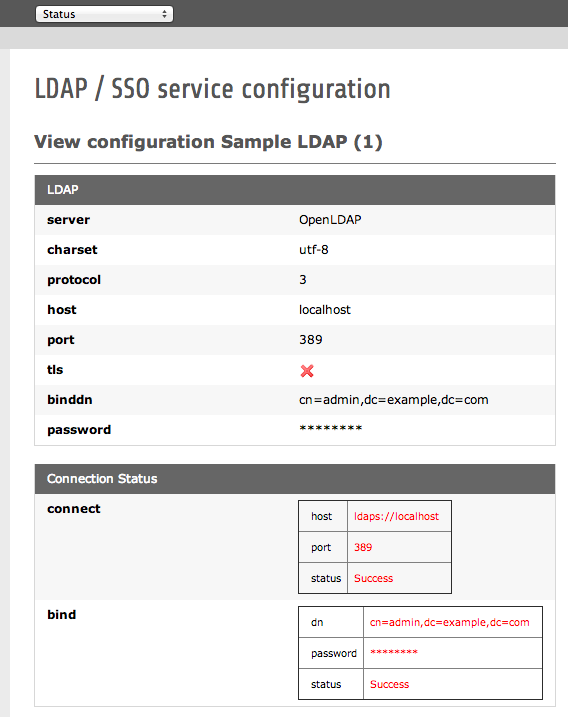 Status
LDAP / SSO service configuration
View configuration Sample LDAP (1)
LDAP
server OpenLDAP
charset utf-8
protocol 3
host localhost
port 389
tls
binddn cn=admin,dc=example,dc=com
password ********
Connection Status
connect
host ldaps://localhost
port 389
status Success
bind
dn cn=admin,dc=example,dc=com
password ********
status Success